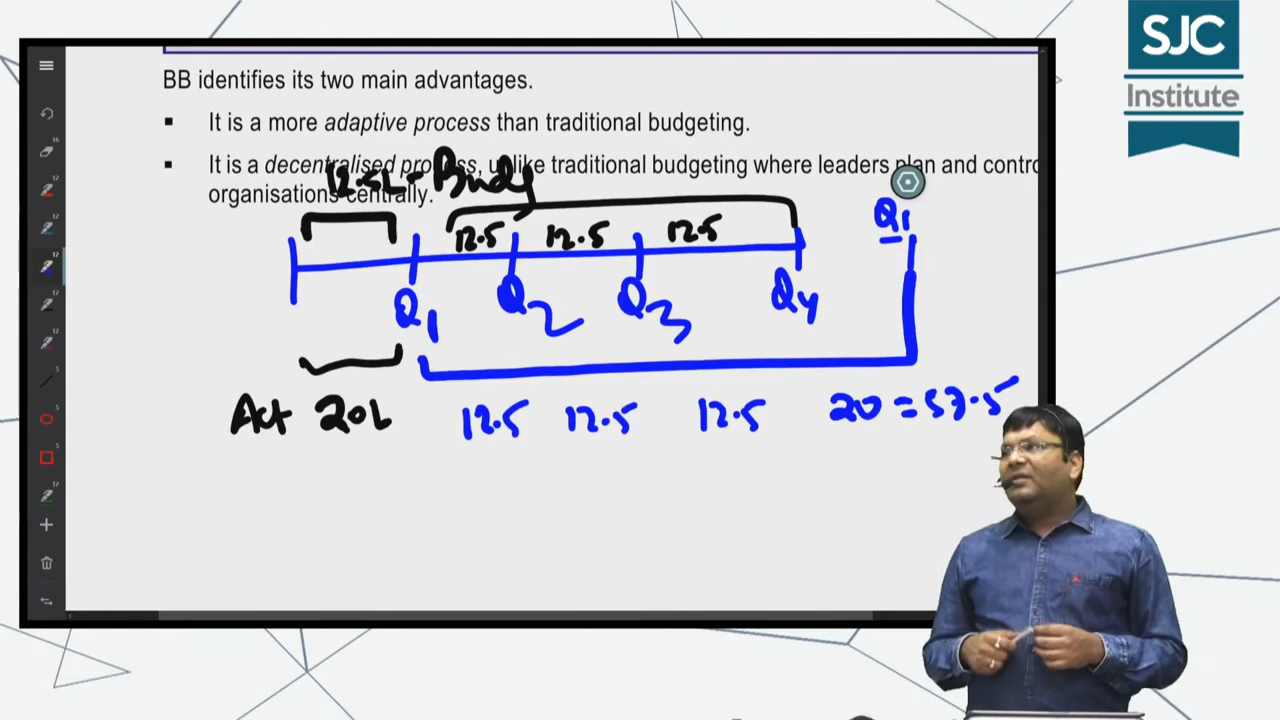 SJC
Institute
BB identifies its two main advantages.
▪ It is a more adaptive process than traditional budgeting.
▪ It is a decentralised process, unlike traditional budgeting where leaders plan and contro
organisations centrally.
12.5L - Budg
12.5 12.5 12.5
Q1
Q1 Q2 Q3 Q4
Act 20L 12.5 12.5 12.5 20 = 57.5